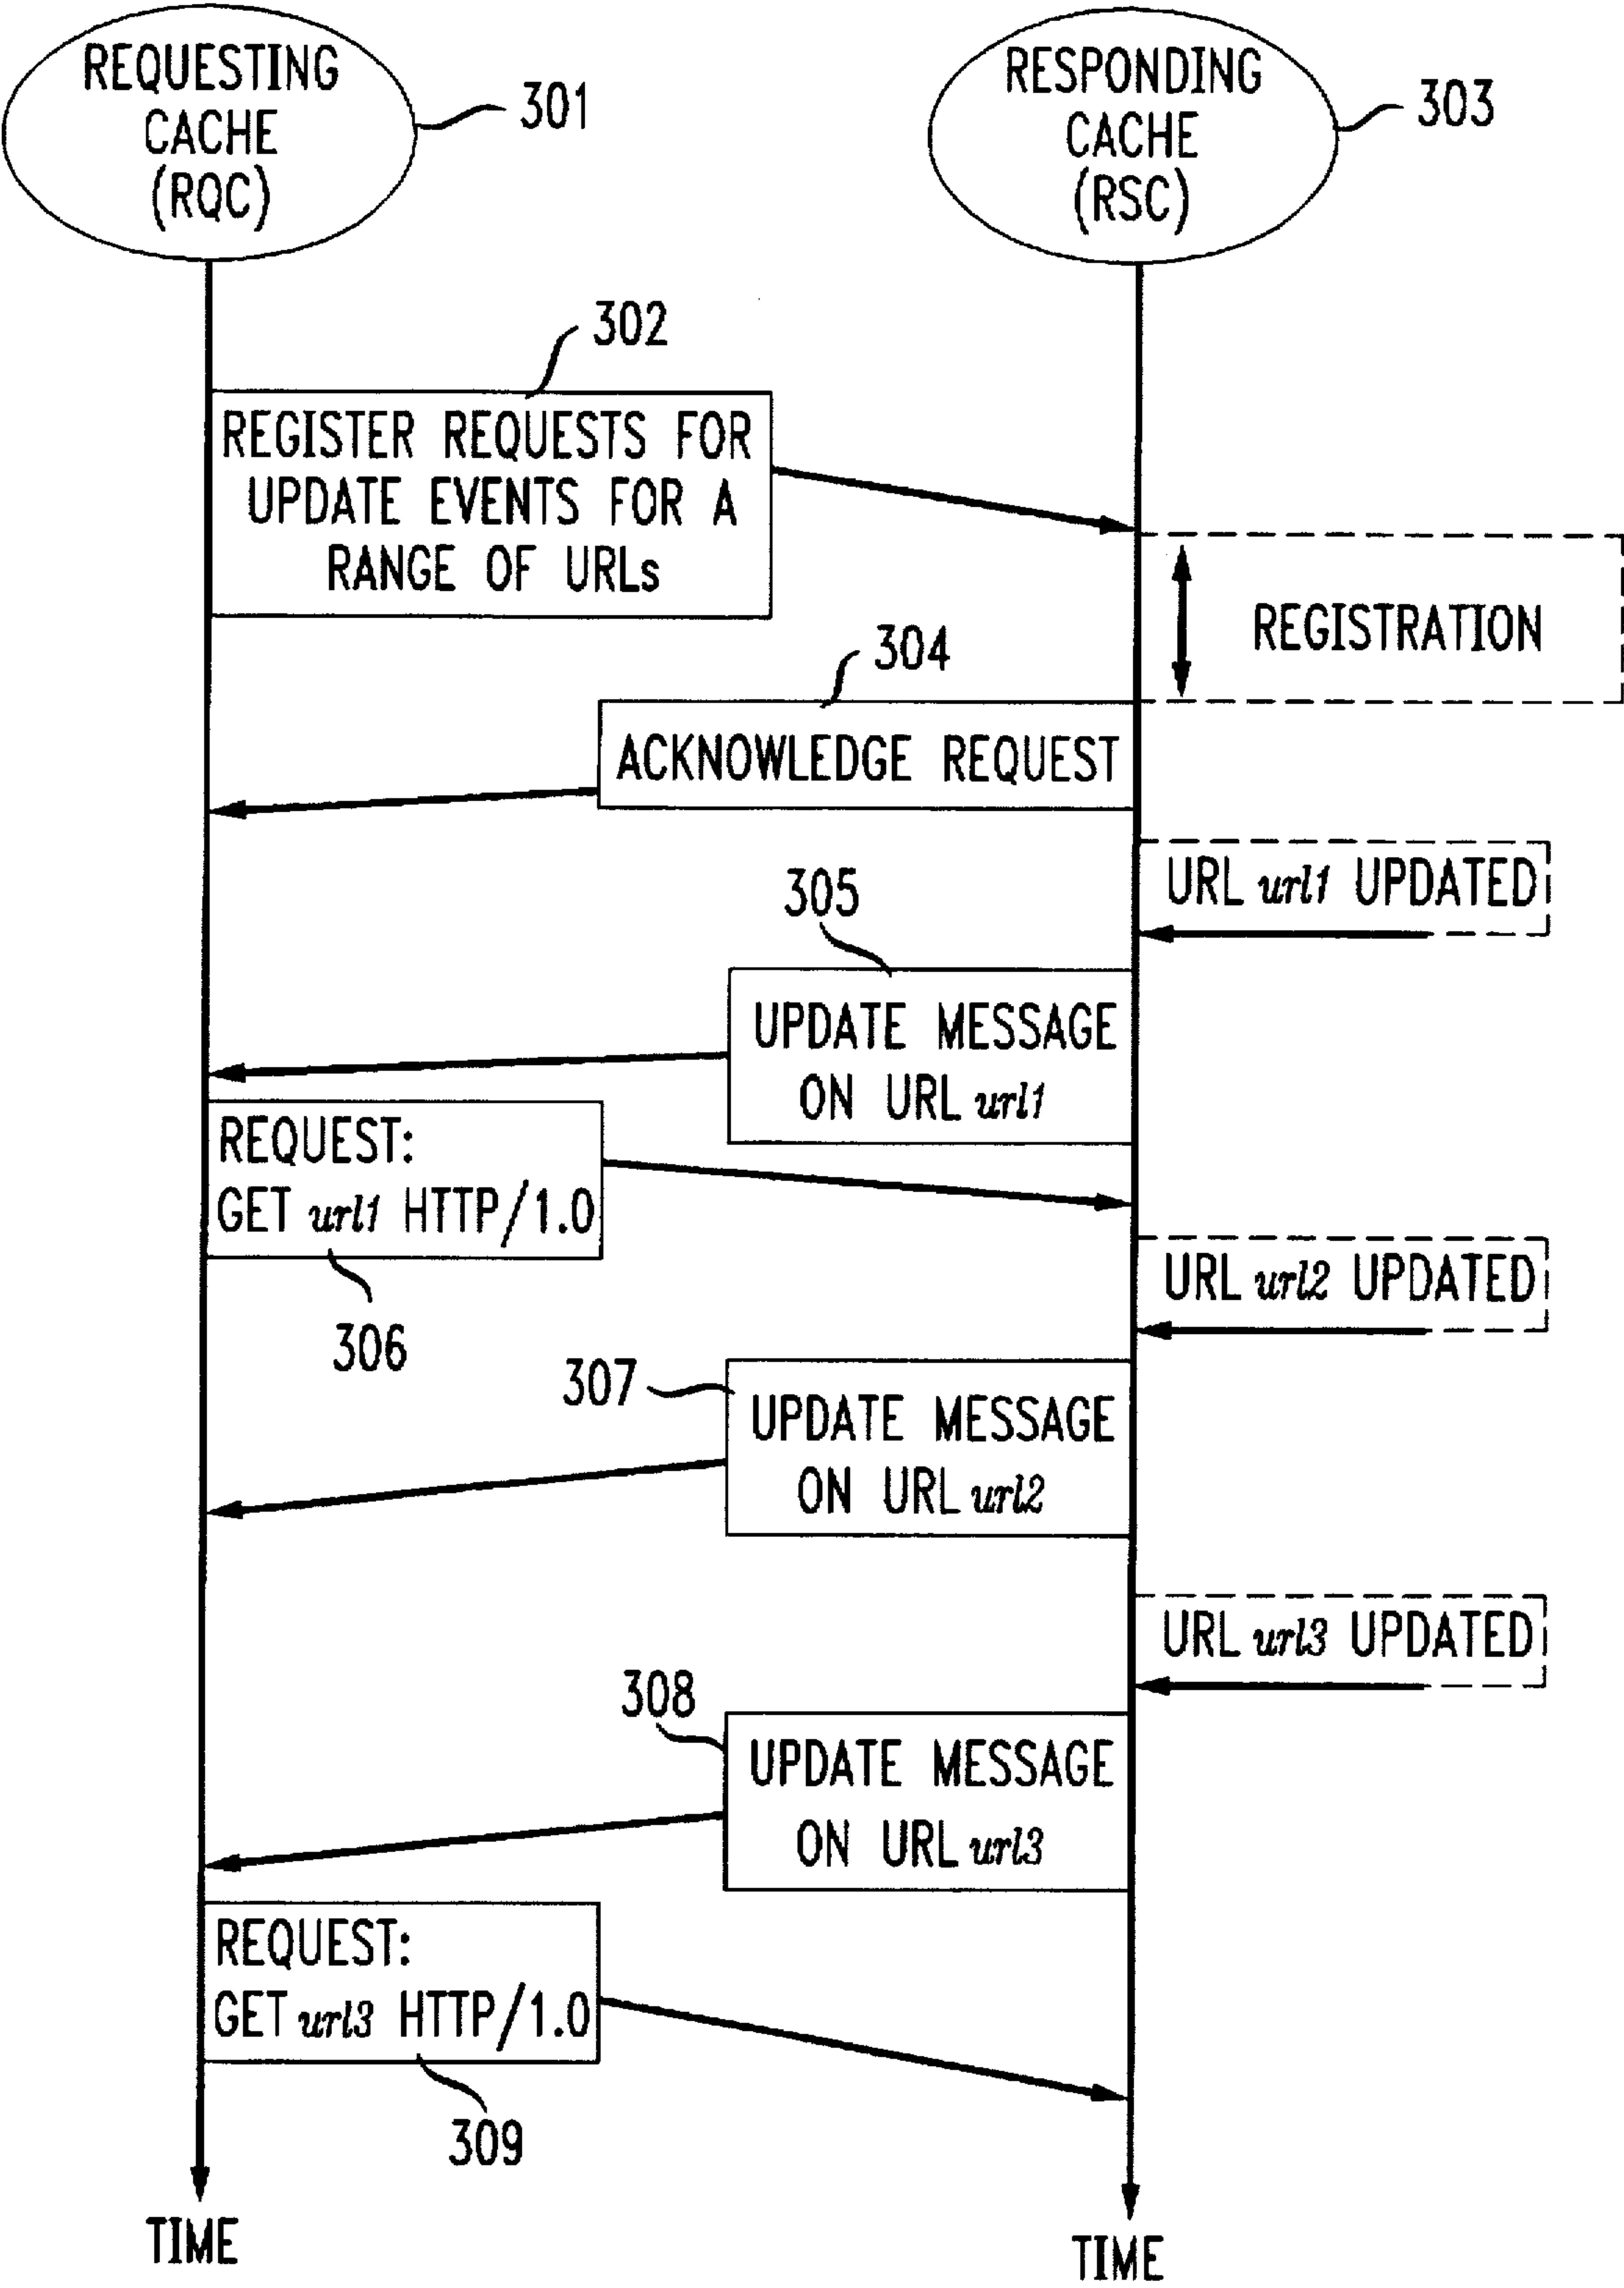 REQUESTING
CACHE
(RQC)
301
RESPONDING
CACHE
(RSC)
303
302
REGISTER REQUESTS FOR
UPDATE EVENTS FOR A
RANGE OF URLs
REGISTRATION
304
ACKNOWLEDGE REQUEST
URL url1 UPDATED
305
UPDATE MESSAGE
ON URL url1
REQUEST:
GET url1 HTTP/1.0
306
URL url2 UPDATED
307
UPDATE MESSAGE
ON URL url2
URL url3 UPDATED
308
UPDATE MESSAGE
ON URL url3
REQUEST:
GET url3 HTTP/1.0
309
TIME
TIME